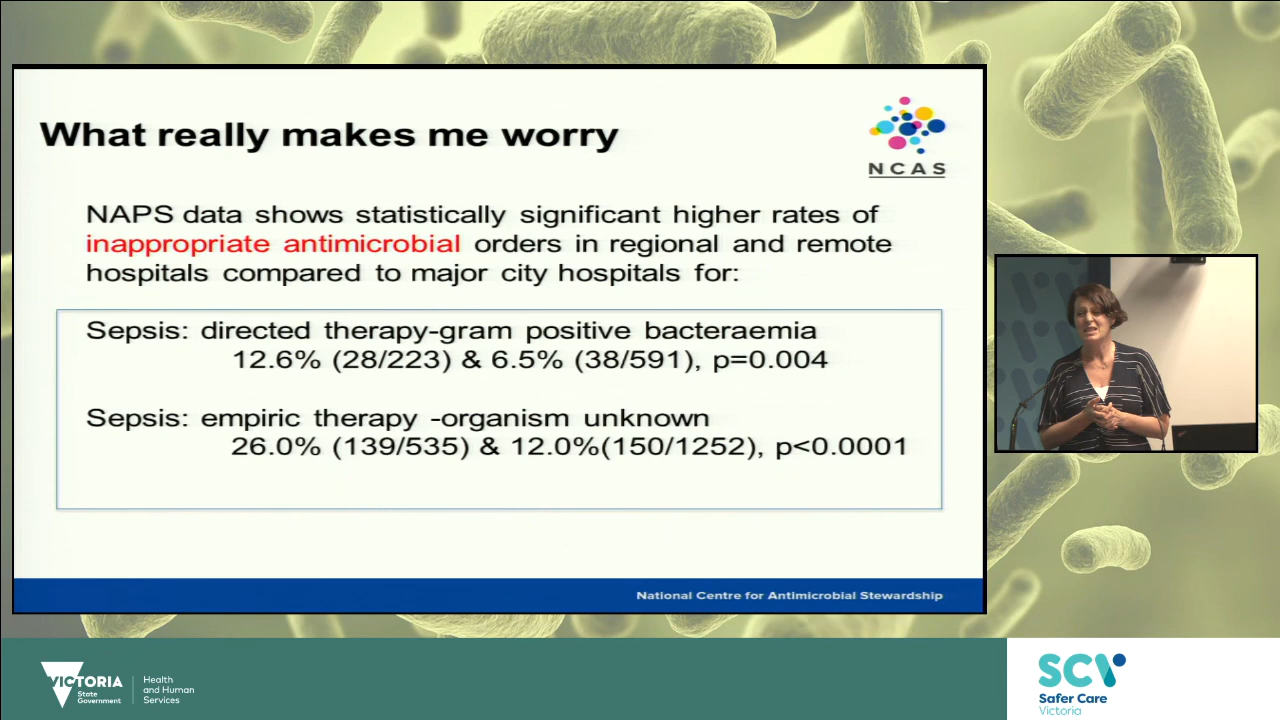 What really makes me worry
NCAS
NAPS data shows statistically significant higher rates of
inappropriate antimicrobial orders in regional and remote
hospitals compared to major city hospitals for:
Sepsis: directed therapy-gram positive bacteraemia
12.6% (28/223) & 6.5% (38/591), p=0.004
Sepsis: empiric therapy -organism unknown
26.0% (139/535) & 12.0%(150/1252), p<0.0001
National Centre for Antimicrobial Stewardship
VICTORIA
State
Government
Health
and Human
Services
SCV
Safer Care
Victoria